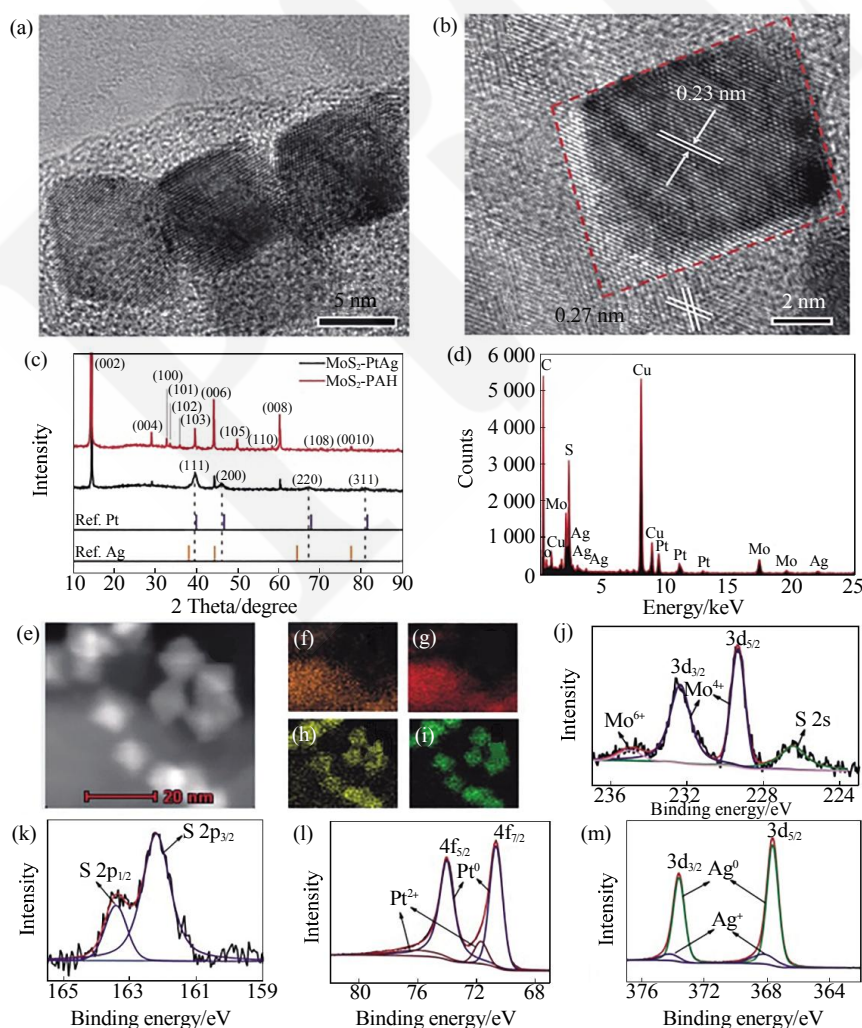 (a)
5 nm
(b)
0.23 nm
0.27 nm
2 nm
(c)
MoS2-PtAg
MoS2-PAH
(002)
(100)
(101)
(102)
(103)
(004)
(006)
(105)
(110)
(008)
(108)
(0010)
(111)
(200)
(220)
(311)
Ref. Pt
Ref. Ag
Intensity
10 20 30 40 50 60 70 80 90
2 Theta/degree
(d)
6 000
5 000
4 000
3 000
2 000
1 000
0
Counts
C
Cu
Mo
S
Ag
Ag
Ag
Cu
Cu
Pt
Pt
Pt
Mo
Mo
Ag
5 10 15 20 25
Energy/keV
(e)
20 nm
(f)
(g)
(h)
(i)
(j)
3d5/2
3d3/2
Mo4+
Mo6+
S 2s
Intensity
236 232 228 224
Binding energy/eV
(k)
S 2p3/2
S 2p1/2
Intensity
165 163 161 159
Binding energy/eV
(l)
4f5/2
4f7/2
Pt0
Pt2+
Intensity
80 76 72 68
Binding energy/eV
(m)
3d5/2
3d3/2
Ag0
Ag+
Intensity
376 372 368 364
Binding energy/eV